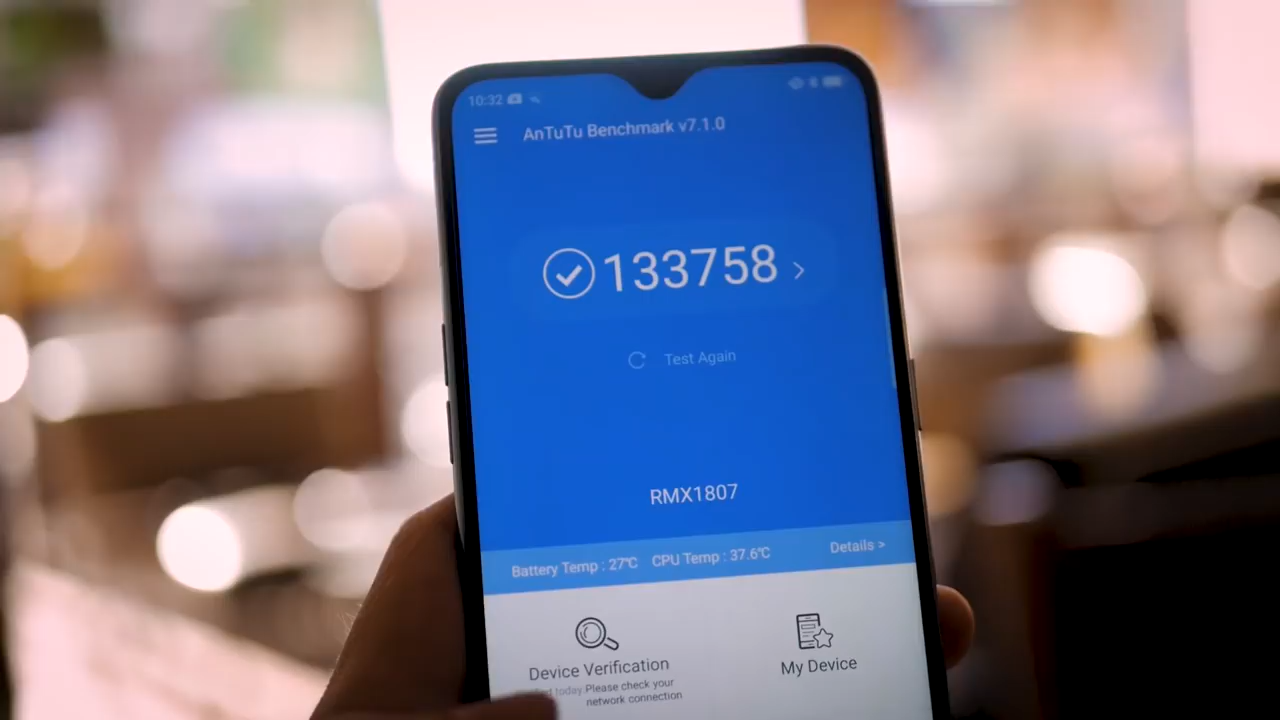 10:32
AnTuTu Benchmark v7.1.0
133758
Test Again
RMX1807
Battery Temp : 27℃ CPU Temp : 37.6℃ Details >
Device Verification
today Please check your
network connection
My Device